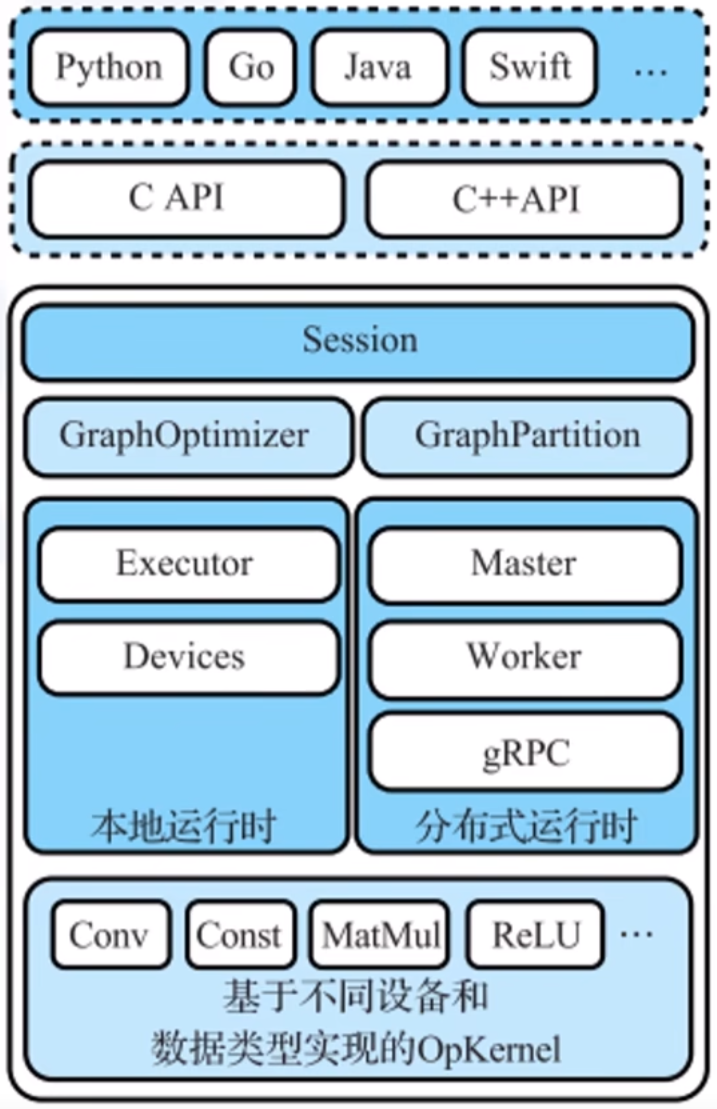 Python Go Java Swift ···
C API C++API
Session
GraphOptimizer GraphPartition
Executor Master
Devices Worker
gRPC
本地运行时 分布式运行时
Conv Const MatMul ReLU ···
基于不同设备和
数据类型实现的OpKernel